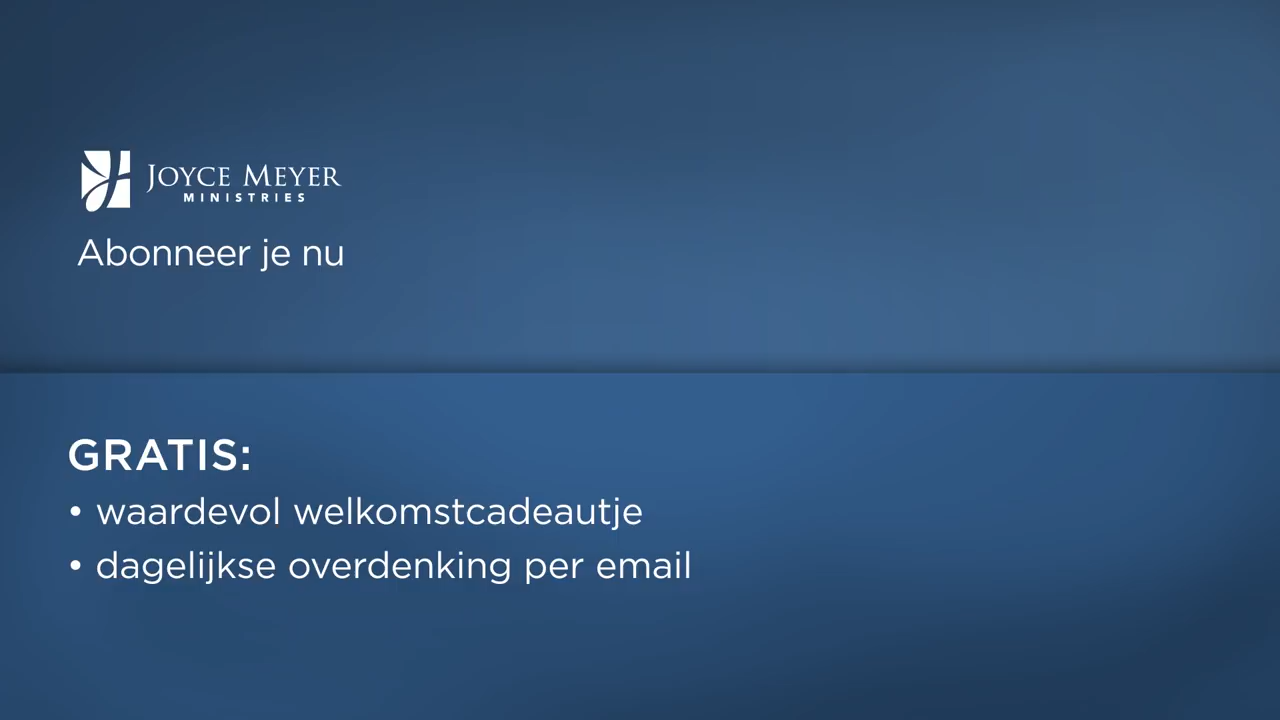 JOYCE MEYER
MINISTRIES
Abonneer je nu
GRATIS:
• waardevol welkomstcadeautje
• dagelijkse overdenking per email